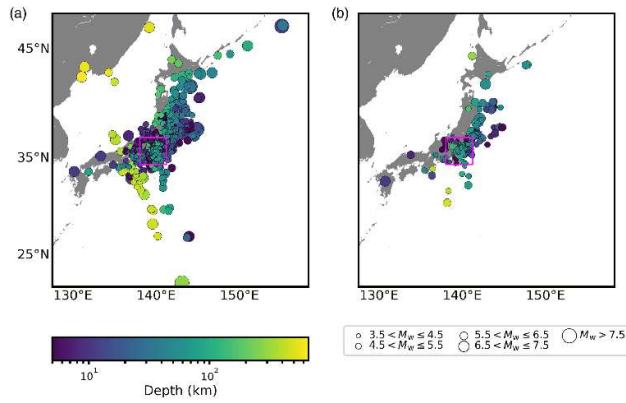 (a)
(b)
45°N
35°N
25°N
130°E 140°E 150°E
130°E 140°E 150°E
10¹ 10²
Depth (km)
3.5 < Mw ≤ 4.5 5.5 < Mw ≤ 6.5 Mw > 7.5
4.5 < Mw ≤ 5.5 6.5 < Mw ≤ 7.5